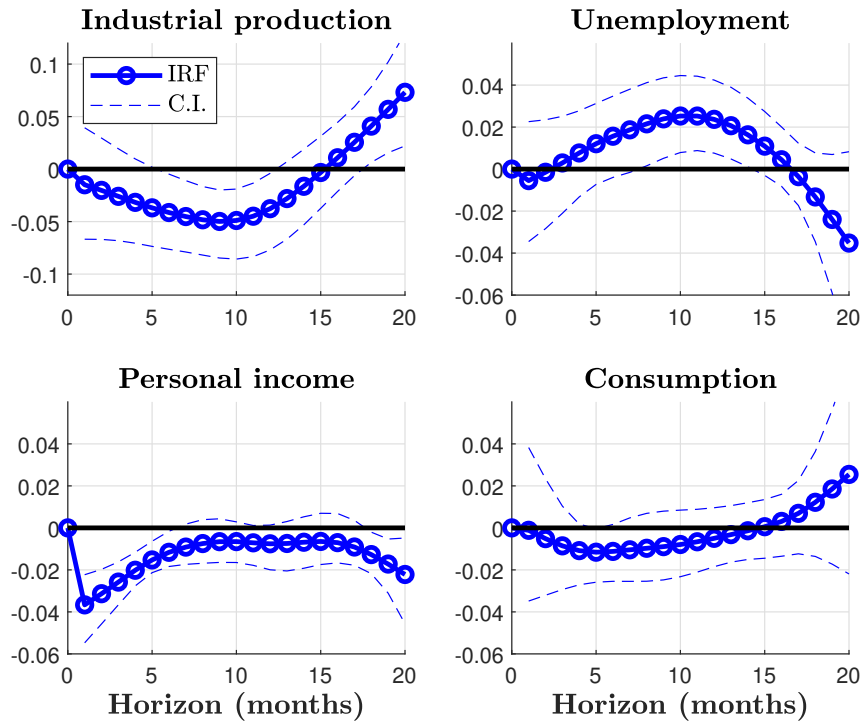 Industrial production
0.1
0.05
0
-0.05
-0.1
IRF
C.I.
0 5 10 15 20
Unemployment
0.04
0.02
0
-0.02
-0.04
-0.06
0 5 10 15 20
Personal income
0.04
0.02
0
-0.02
-0.04
-0.06
0 5 10 15 20
Horizon (months)
Consumption
0.04
0.02
0
-0.02
-0.04
-0.06
0 5 10 15 20
Horizon (months)